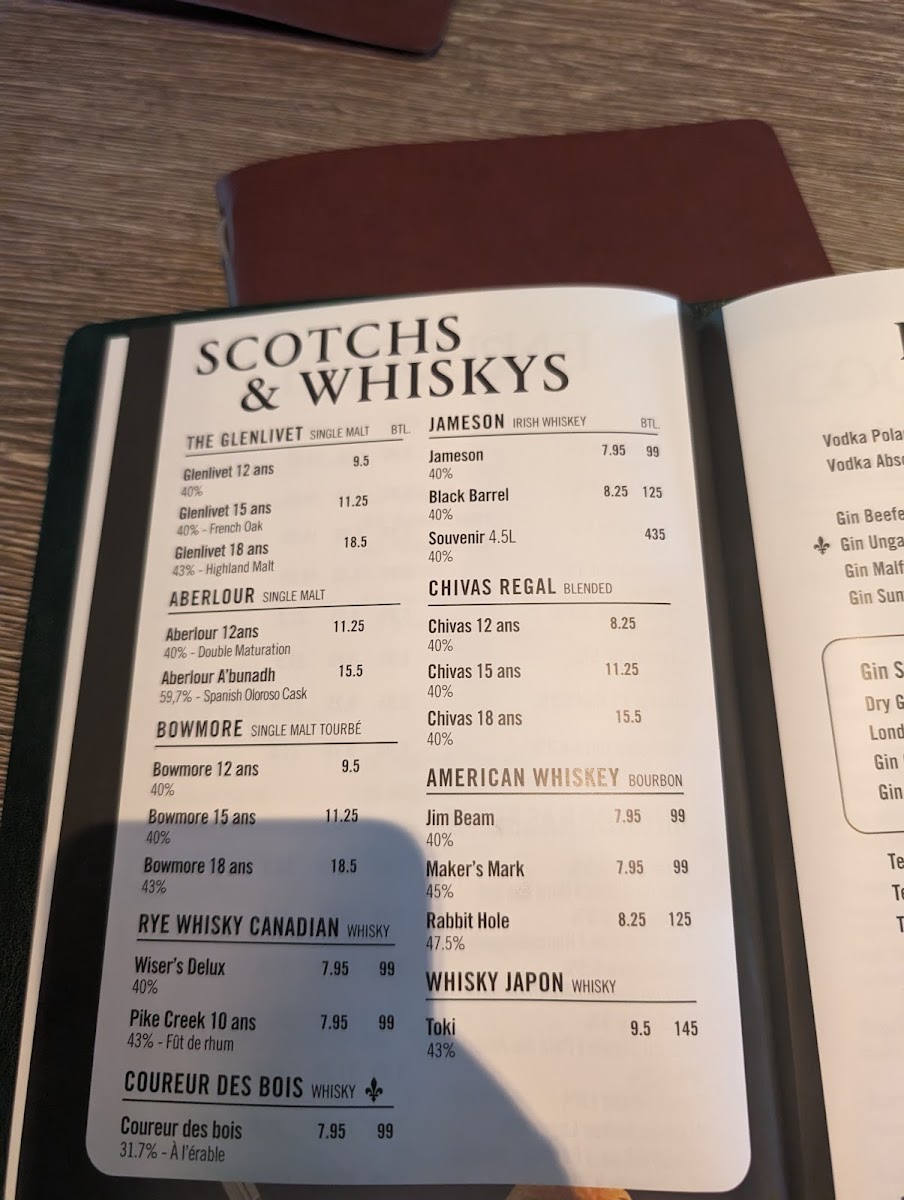 SCOTCHS
& WHISKYS
THE GLENLIVET SINGLE MALT BTL.
Glenlivet 12 ans 9.5
40%
Glenlivet 15 ans 11.25
40% - French Oak
Glenlivet 18 ans 18.5
43% - Highland Malt
ABERLOUR SINGLE MALT
Aberlour 12ans 11.25
40% - Double Maturation
Aberlour A'bunadh 15.5
59,7% - Spanish Oloroso Cask
BOWMORE SINGLE MALT TOURBÉ
Bowmore 12 ans 9.5
40%
Bowmore 15 ans 11.25
40%
Bowmore 18 ans 18.5
43%
RYE WHISKY CANADIAN WHISKY
Wiser's Delux 7.95 99
40%
Pike Creek 10 ans 7.95 99
43% - Fût de rhum
COUREUR DES BOIS WHISKY
Coureur des bois 7.95 99
31.7% - À l'érable
JAMESON IRISH WHISKEY BTL.
Jameson 7.95 99
40%
Black Barrel 8.25 125
40%
Souvenir 4.5L 435
40%
CHIVAS REGAL BLENDED
Chivas 12 ans 8.25
40%
Chivas 15 ans 11.25
40%
Chivas 18 ans 15.5
40%
AMERICAN WHISKEY BOURBON
Jim Beam 7.95 99
40%
Maker's Mark 7.95 99
45%
Rabbit Hole 8.25 125
47.5%
WHISKY JAPON WHISKY
Toki 9.5 145
43%
Vodka
Vodka
Gin
Gin
Gin
Gin
Gin
Dry
Gin
Gin